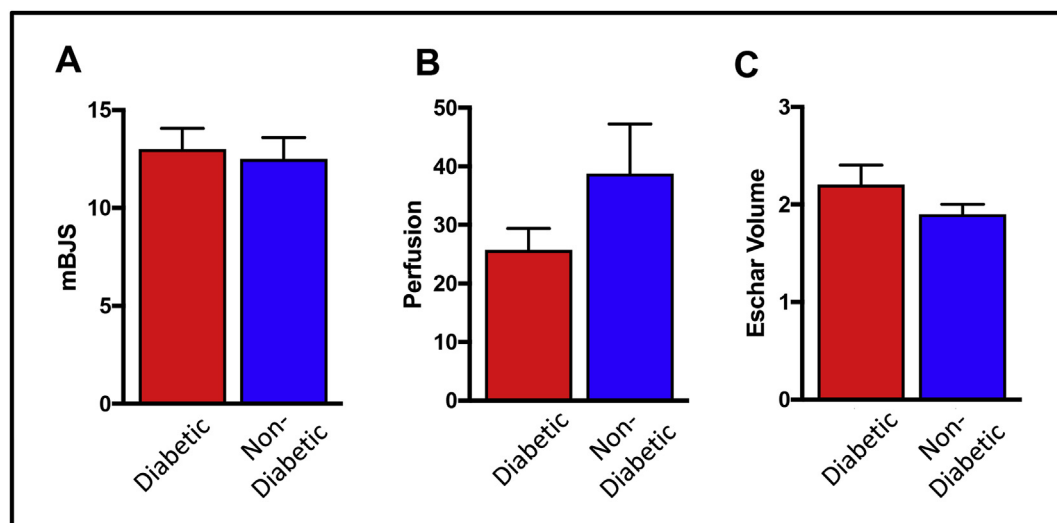 A
mBJS
15
10
5
0
Diabetic
Non-
Diabetic
B
Perfusion
50
40
30
20
10
0
Diabetic
Non-
Diabetic
C
Eschar Volume
3
2
1
0
Diabetic
Non-
Diabetic